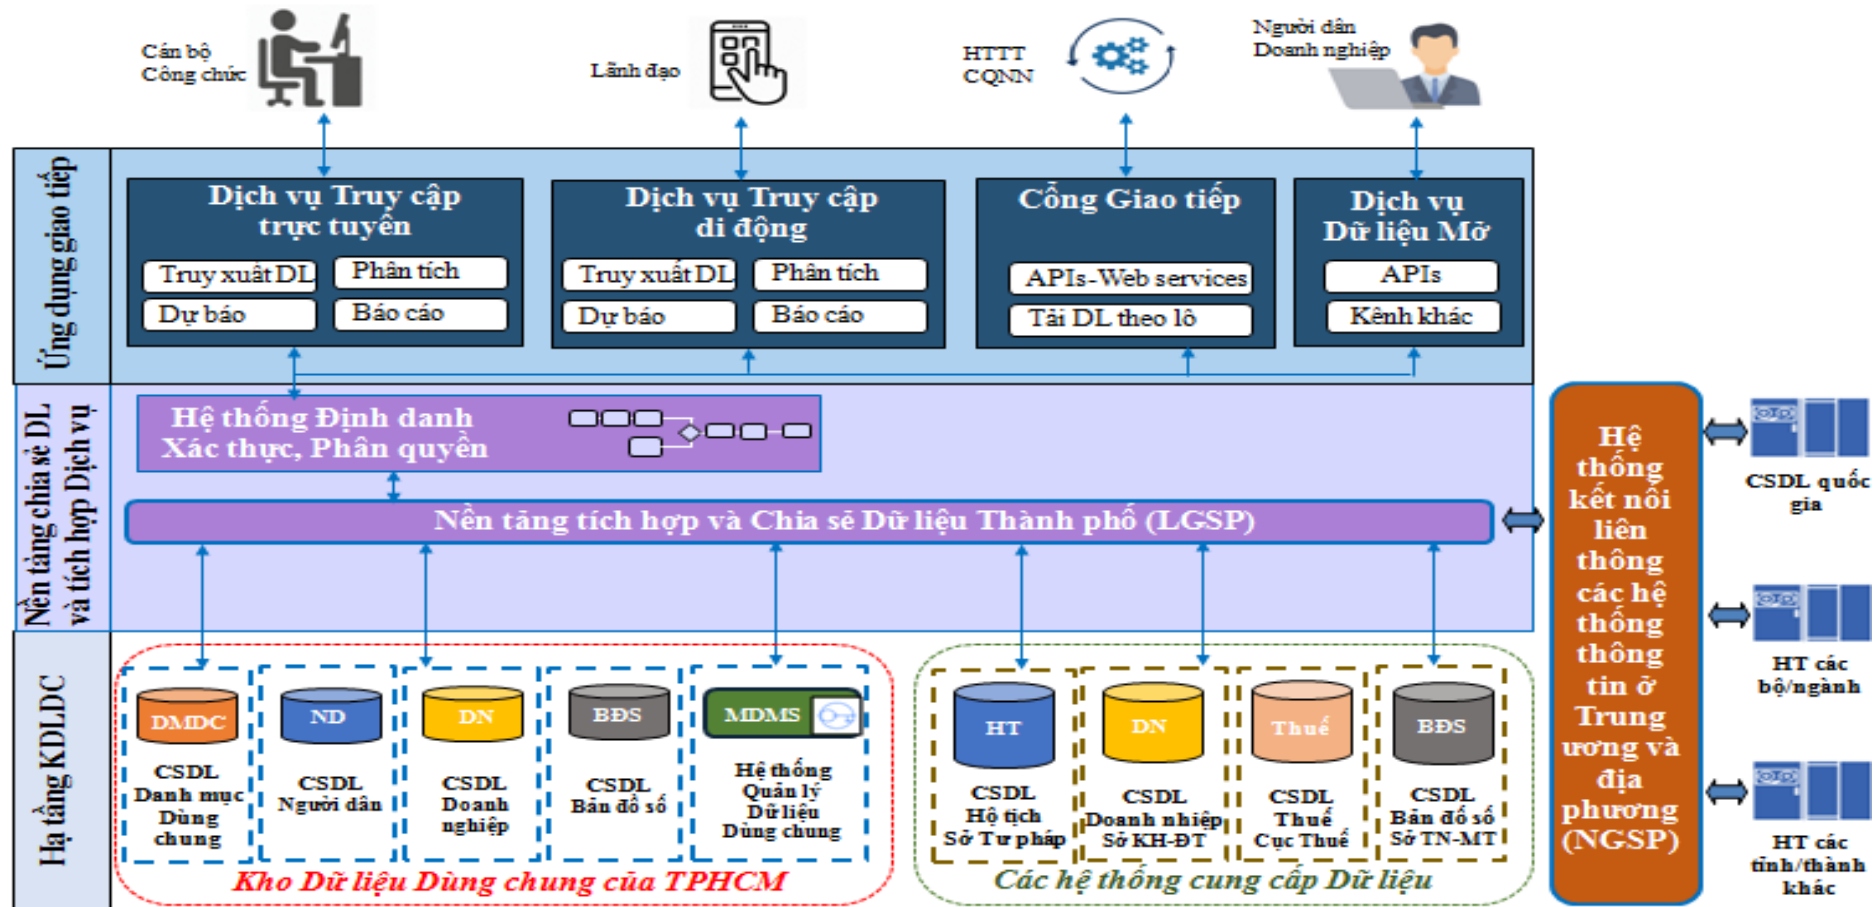 Cán bộ
Công chức
Lãnh đạo
HTTT
CQNN
Người dân
Doanh nghiệp
Ứng dụng giao tiếp
Dịch vụ Truy cập
trực tuyến
Truy xuất DL
Phân tích
Dự báo
Báo cáo
Dịch vụ Truy cập
di động
Truy xuất DL
Phân tích
Dự báo
Báo cáo
Cổng Giao tiếp
APIs-Web services
Tải DL theo lô
Dịch vụ
Dữ liệu Mở
APIs
Kênh khác
Nền tảng chia sẻ DL
và tích hợp Dịch vụ
Hệ thống Định danh
Xác thực, Phân quyền
Nền tảng tích hợp và Chia sẻ Dữ liệu Thành phố (LGSP)
Hạ tầng KDLDC
DMDC
CSDL
Danh mục
Dùng
chung
ND
CSDL
Người dân
DN
CSDL
Doanh
nghiệp
BĐS
CSDL
Bản đồ số
MDMS
Hệ thống
Quản lý
Dữ liệu
Dùng chung
Kho Dữ liệu Dùng chung của TPHCM
HT
CSDL
Hộ tịch
Sở Tư pháp
DN
CSDL
Doanh nhiệp
Sở KH-ĐT
Thuế
CSDL
Thuế
Cục Thuế
BĐS
CSDL
Bản đồ số
Sở TN-MT
Các hệ thống cung cấp Dữ liệu
Hệ
thống
kết nối
liên
thông
các hệ
thống
thông
tin ở
Trung
ương và
địa
phương
(NGSP)
CSDL quốc
gia
HT các
bộ/ngành
HT các
tỉnh/thành
khác